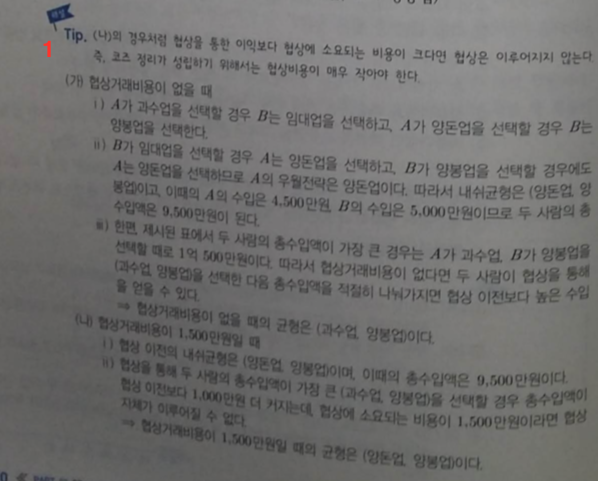 해설
1
Tip. (나)의 경우처럼 협상을 통한 이익보다 협상에 소요되는 비용이 크다면 협상은 이루어지지 않는다
즉, 코즈 정리가 성립하기 위해서는 협상비용이 매우 작아야 한다.
(가) 협상거래비용이 없을 때
ⅰ) A가 과수업을 선택할 경우 B는 임대업을 선택하고, A가 양돈업을 선택할 경우 B는
양봉업을 선택한다.
ⅱ) B가 임대업을 선택할 경우 A는 양돈업을 선택하고, B가 양봉업을 선택할 경우에도
A는 양돈업을 선택하므로 A의 우월전략은 양돈업이다. 따라서 내쉬균형은 (양돈업, 양
봉업)이고, 이때의 A의 수입은 4,500만원, B의 수입은 5,000만원이므로 두 사람의 총
수입액은 9,500만원이 된다.
ⅲ) 한편, 제시된 표에서 두 사람의 총수입액이 가장 큰 경우는 A가 과수업, B가 양봉업을
선택할 때로 1억 500만원이다. 따라서 협상거래비용이 없다면 두 사람이 협상을 통해
(과수업, 양봉업)을 선택한 다음 총수입액을 적절히 나눠가지면 협상 이전보다 높은 수입
을 얻을 수 있다.
⇒ 협상거래비용이 없을 때의 균형은 (과수업, 양봉업)이다.
(나) 협상거래비용이 1,500만원일 때
ⅰ) 협상 이전의 내쉬균형은 (양돈업, 양봉업)이며, 이때의 총수입액은 9,500만원이다.
ⅱ) 협상을 통해 두 사람의 총수입액이 가장 큰 (과수업, 양봉업)을 선택할 경우 총수입액이
협상 이전보다 1,000만원 더 커지는데, 협상에 소요되는 비용이 1,500만원이라면 협상
자체가 이루어질 수 없다.
⇒ 협상거래비용이 1,500만원일 때의 균형은 (양돈업, 양봉업)이다.